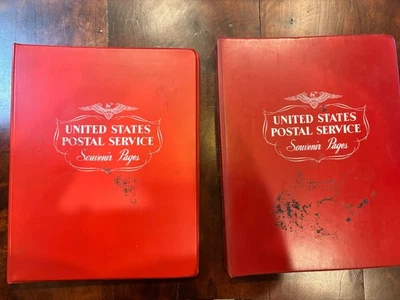 UNITED STATES
POSTAL SERVICE
Souvenir Pages
UNITED STATES
POSTAL SERVICE
Souvenir Pages